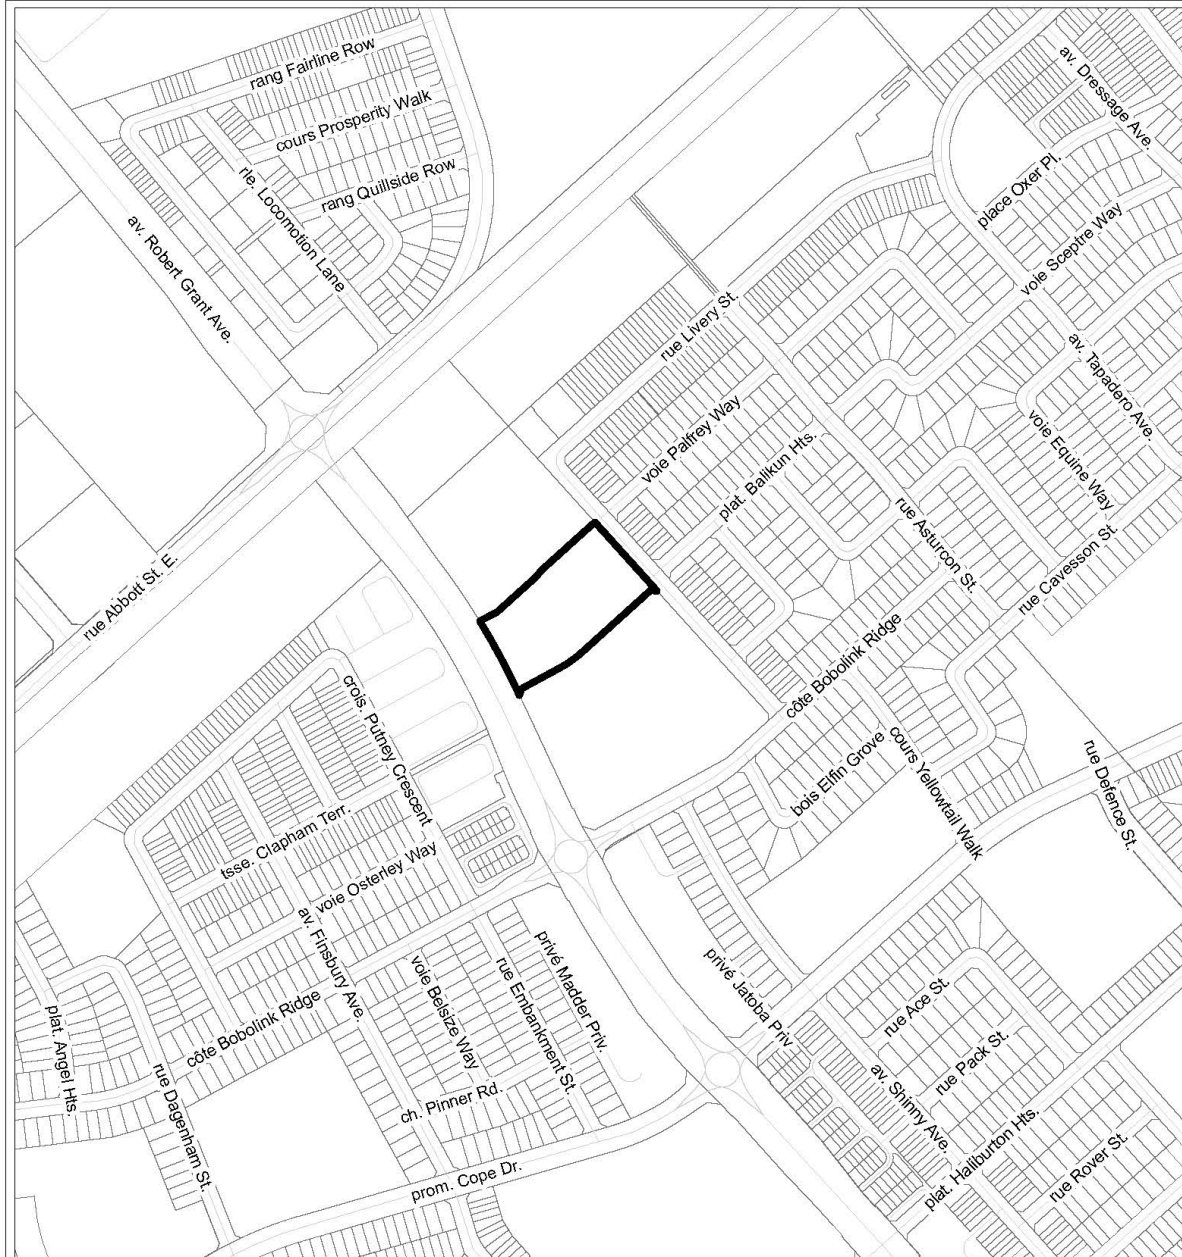 rang Fairline Row
av. Dressage Ave.
cours Prosperity Walk
rang Quillside Row
rle. Locomotion Lane
place Oxer Pl.
av. Robert Grant Ave.
voie Sceptre Way
rue Livery St.
av. Tapadero Ave.
voie Palfrey Way
voie Equine Way
plat. Balikun Hts.
rue Asturcon St.
rue Cavesson St.
rue Abbott St. E.
côte Bobolink Ridge
crois. Putney Crescent
cours Yellowtail Walk
bois Elfin Grove
rue Defence St.
tsse. Clapham Terr.
voie Osterley Way
av. Finsbury Ave.
privé Madder Priv.
rue Embankment St.
voie Belsize Way
privé Jatoba Priv
rue Ace St.
plat. Angel Hts.
côte Bobolink Ridge
rue Pack St.
rue Dagenham St.
ch. Pinner Rd.
av. Shinny Ave.
plat. Haliburton Hts.
rue Rover St.
prom. Cope Dr.